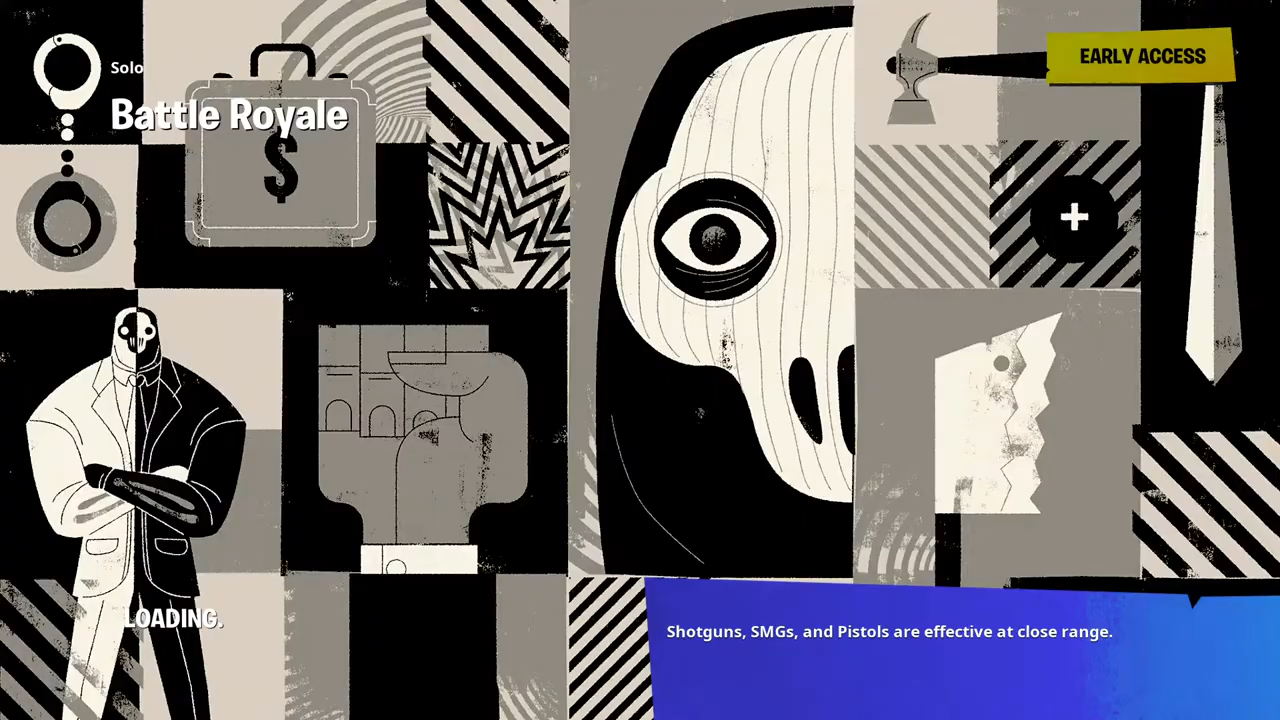 Solo
Battle Royale
EARLY ACCESS
$
LOADING.
Shotguns, SMGs, and Pistols are effective at close range.